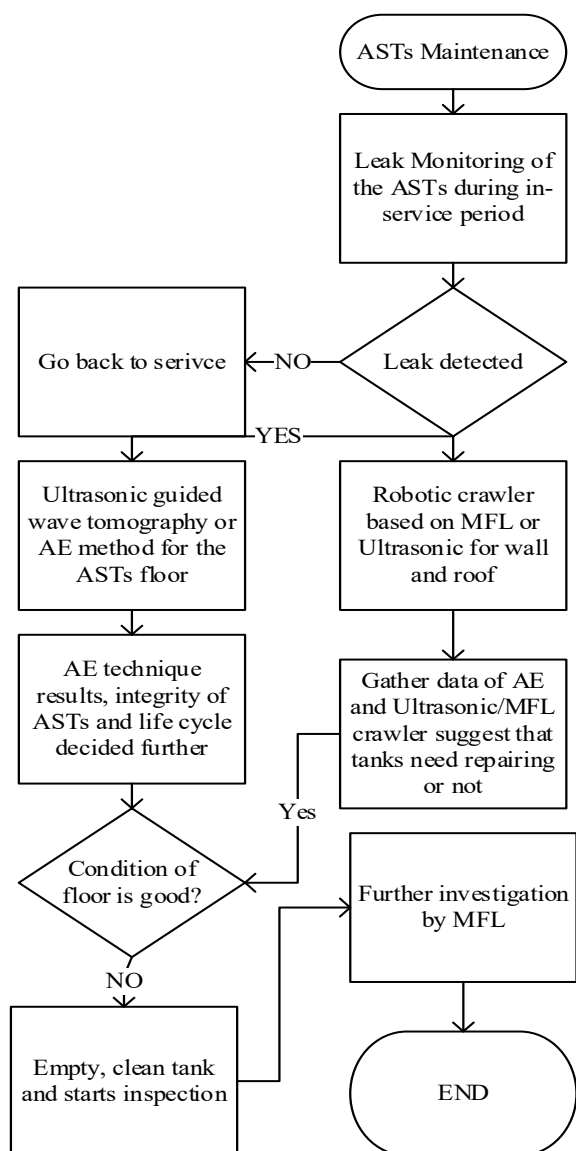 ASTs Maintenance
Leak Monitoring of
the ASTs during in-
service period
Leak detected
NO
Go back to serivce
YES
Ultrasonic guided
wave tomography or
AE method for the
ASTs floor
Robotic crawler
based on MFL or
Ultrasonic for wall
and roof
AE technique
results, integrity of
ASTs and life cycle
decided further
Gather data of AE
and Ultrasonic/MFL
crawler suggest that
tanks need repairing
or not
Yes
Condition of
floor is good?
Further investigation
by MFL
NO
Empty, clean tank
and starts inspection
END